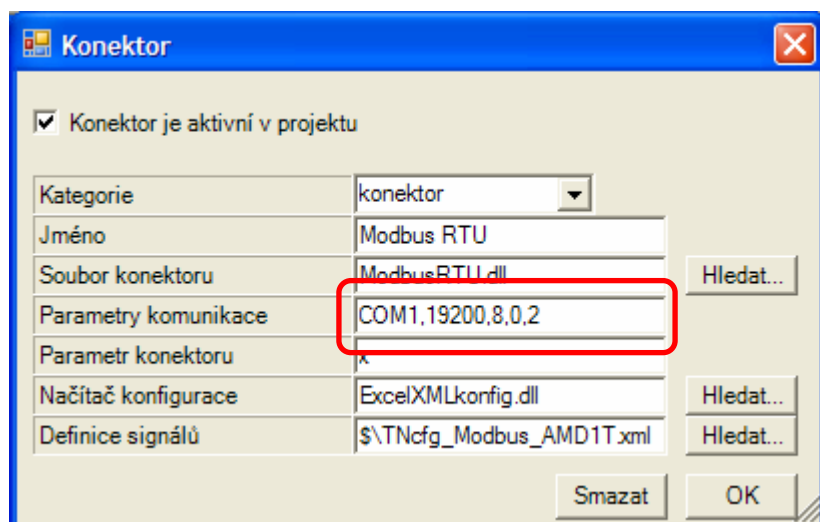 Konektor
Konektor je aktivní v projektu
Kategorie konektor
Jméno Modbus RTU
Soubor konektoru ModbusRTU.dll Hledat...
Parametry komunikace COM1,19200,8,0,2
Parametr konektoru x
Načítač konfigurace ExcelXMLkonfig.dll Hledat...
Definice signálů $\TNcfg_Modbus_AMD1T.xml Hledat...
Smazat OK